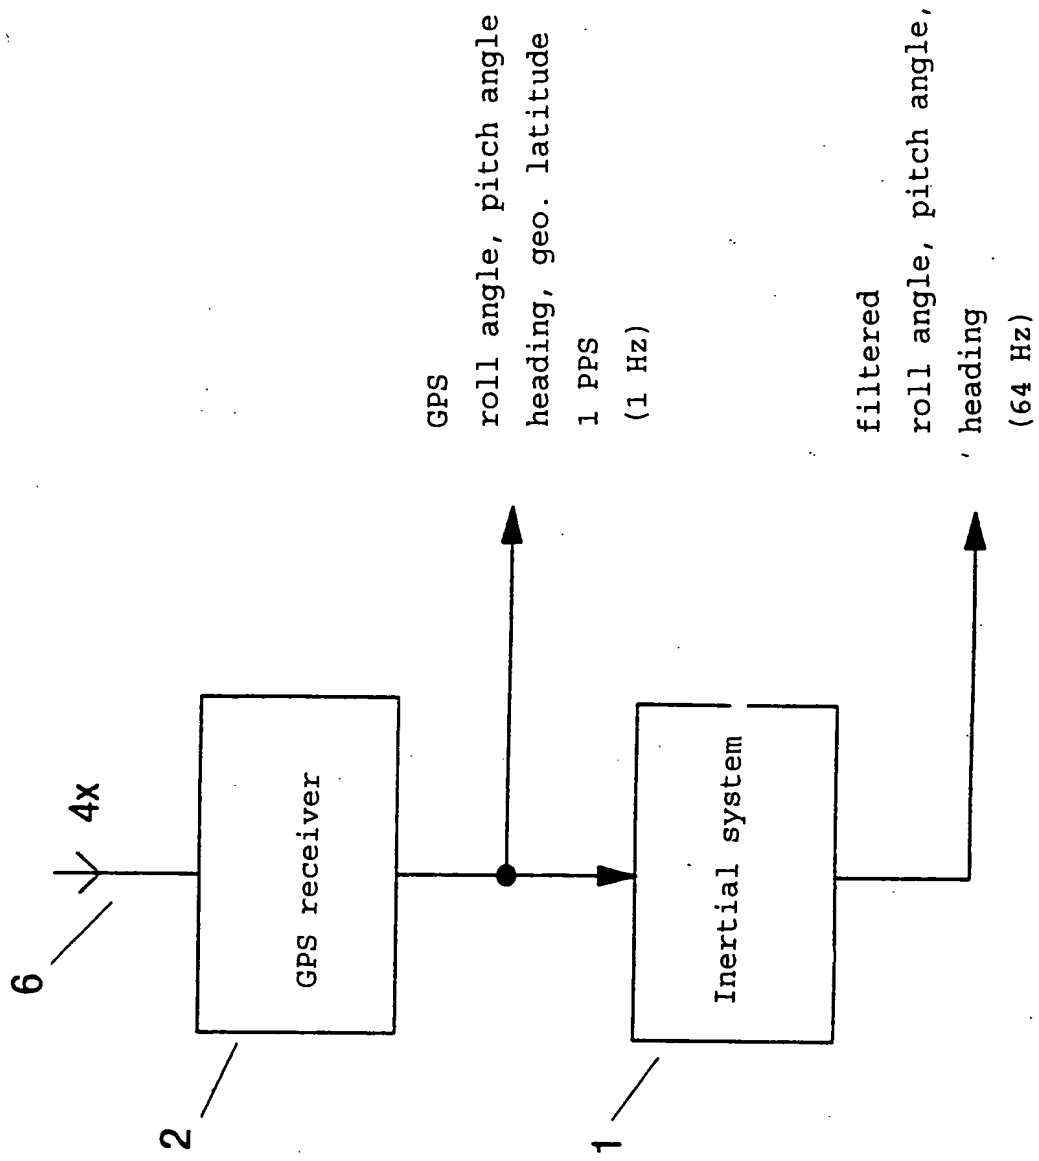 6
4x
2
GPS receiver
GPS
roll angle, pitch angle
heading, geo. latitude
1 PPS
(1 Hz)
1
Inertial system
filtered
roll angle, pitch angle,
heading
(64 Hz)